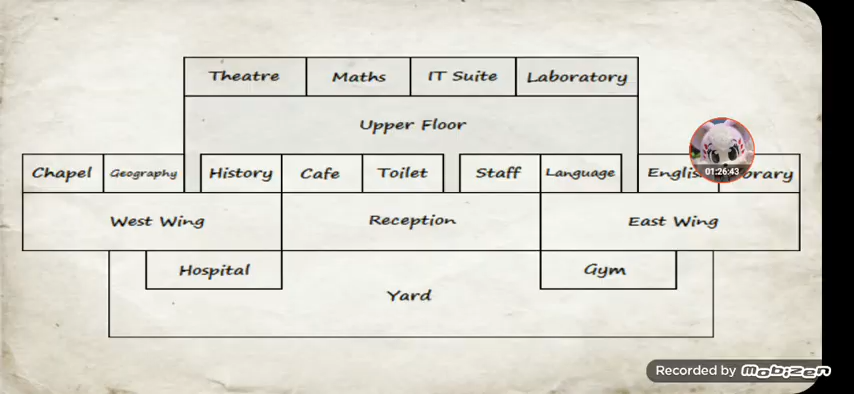 Theatre Maths IT Suite Laboratory
Upper Floor
Chapel Geography History Cafe Toilet Staff Language
01:26:43
West Wing Reception East Wing
Hospital Gym
Yard
Recorded by Mobizen